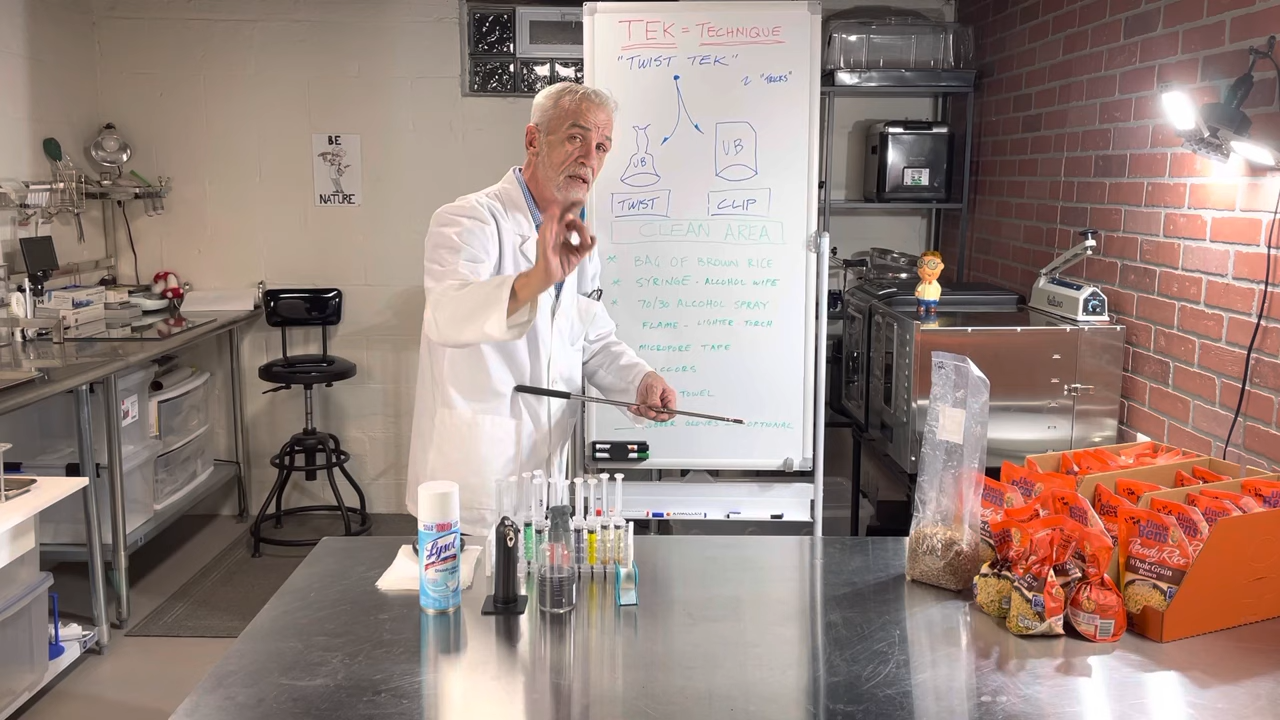 TEK = TECHNIQUE
"TWIST TEK"
2 "TRICKS"
UB
UB
TWIST
CLIP
CLEAN AREA
* BAG OF BROWN RICE
* SYRINGE - ALCOHOL WIPE
* 70/30 ALCOHOL SPRAY
FLAME - LIGHTER - TORCH
MICROPORE TAPE
TOWEL
GLOVES OPTIONAL
BE
NATURE
Lysol
Uncle Ben's
Ready Rice
Whole Grain
Brown